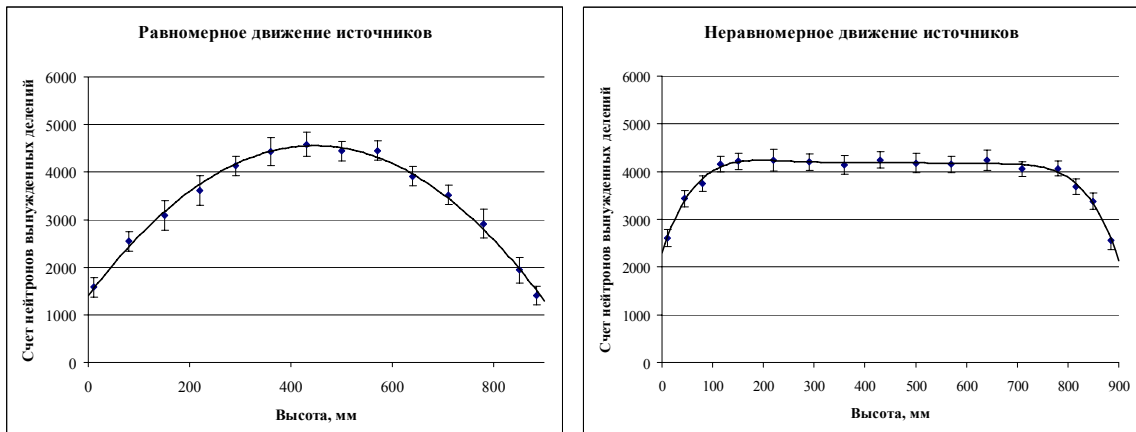 Равномерное движение источников
Счет нейтронов вынужденных делений
6000
5000
4000
3000
2000
1000
0
0 200 400 600 800
Высота, мм
Неравномерное движение источников
Счет нейтронов вынужденных делений
6000
5000
4000
3000
2000
1000
0
0 100 200 300 400 500 600 700 800 900
Высота, мм